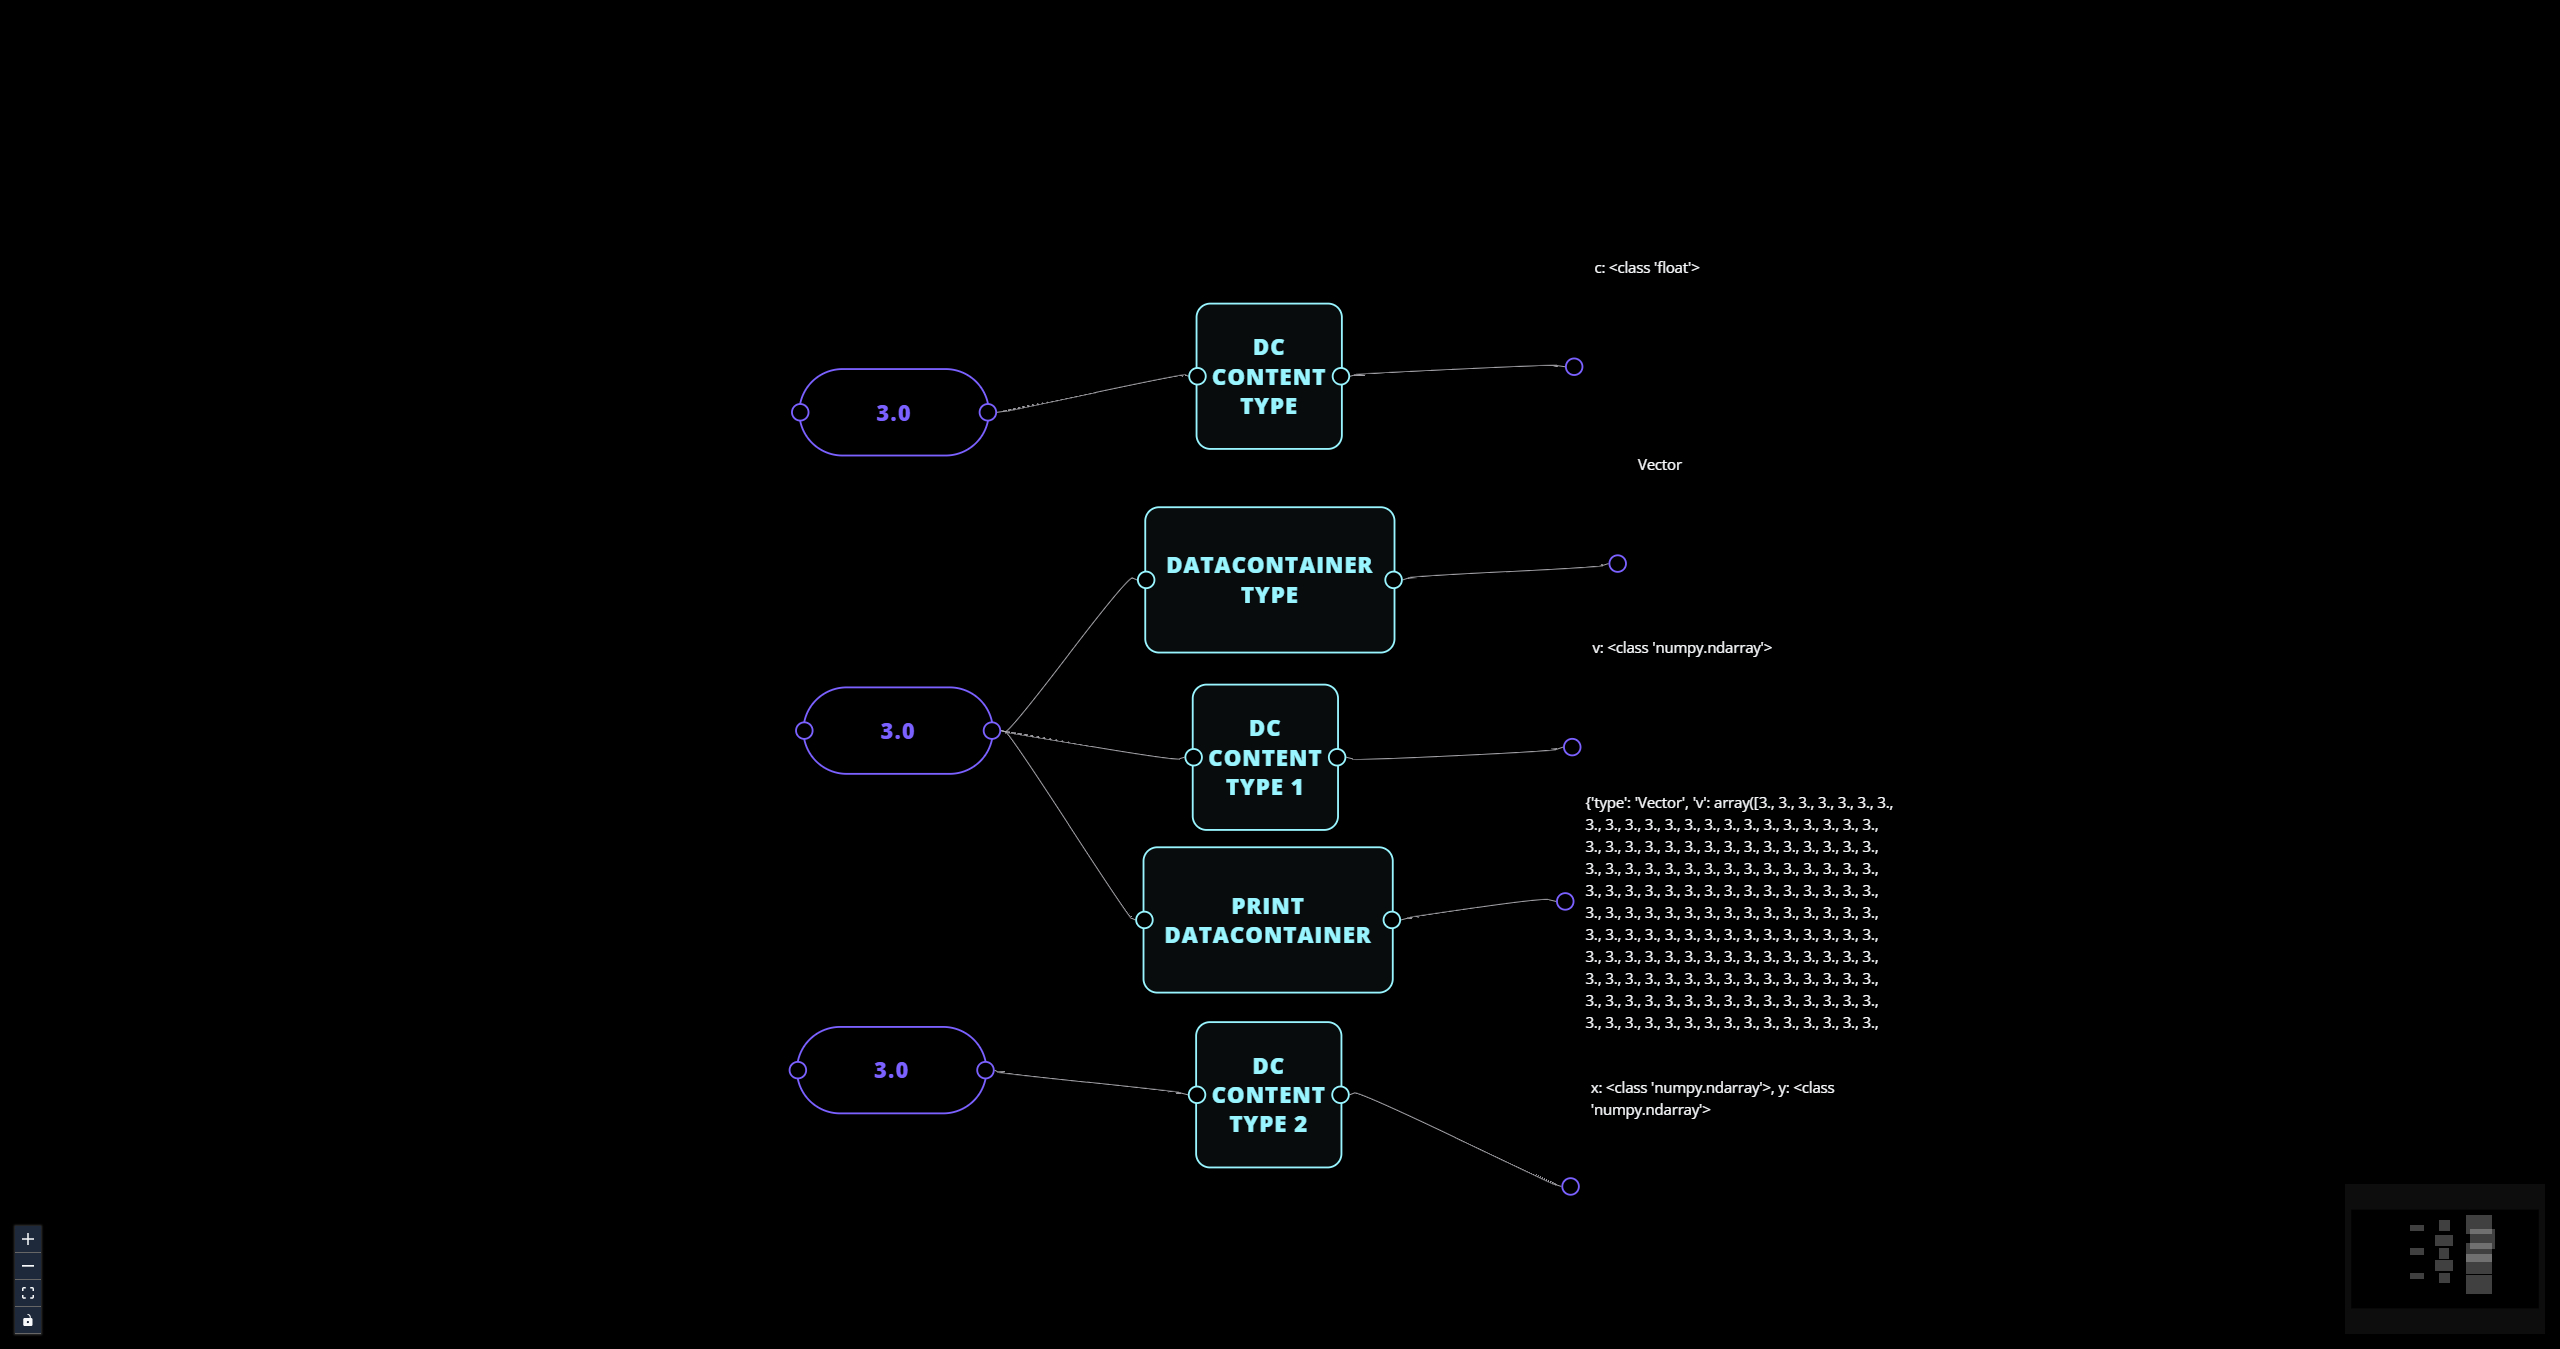 c: <class 'float'>
DC
CONTENT
TYPE
3.0
Vector
DATACONTAINER
TYPE
v: <class 'numpy.ndarray'>
3.0
DC
CONTENT
TYPE 1
{'type': 'Vector', 'v': array([3., 3., 3., 3., 3., 3., 3.,
3., 3., 3., 3., 3., 3., 3., 3., 3., 3., 3., 3., 3., 3., 3.,
3., 3., 3., 3., 3., 3., 3., 3., 3., 3., 3., 3., 3., 3., 3.,
3., 3., 3., 3., 3., 3., 3., 3., 3., 3., 3., 3., 3., 3., 3.,
3., 3., 3., 3., 3., 3., 3., 3., 3., 3., 3., 3., 3., 3., 3.,
3., 3., 3., 3., 3., 3., 3., 3., 3., 3., 3., 3., 3., 3., 3.,
3., 3., 3., 3., 3., 3., 3., 3., 3., 3., 3., 3., 3., 3., 3.,
3., 3., 3., 3., 3., 3., 3., 3., 3., 3., 3., 3., 3., 3., 3.,
3., 3., 3., 3., 3., 3., 3., 3., 3., 3., 3., 3., 3., 3., 3.,
3., 3., 3., 3., 3., 3., 3., 3., 3., 3., 3., 3., 3., 3., 3.,
3., 3., 3., 3., 3., 3., 3., 3., 3., 3., 3., 3., 3., 3., 3.,
PRINT
DATACONTAINER
3.0
DC
CONTENT
TYPE 2
x: <class 'numpy.ndarray'>, y: <class
'numpy.ndarray'>